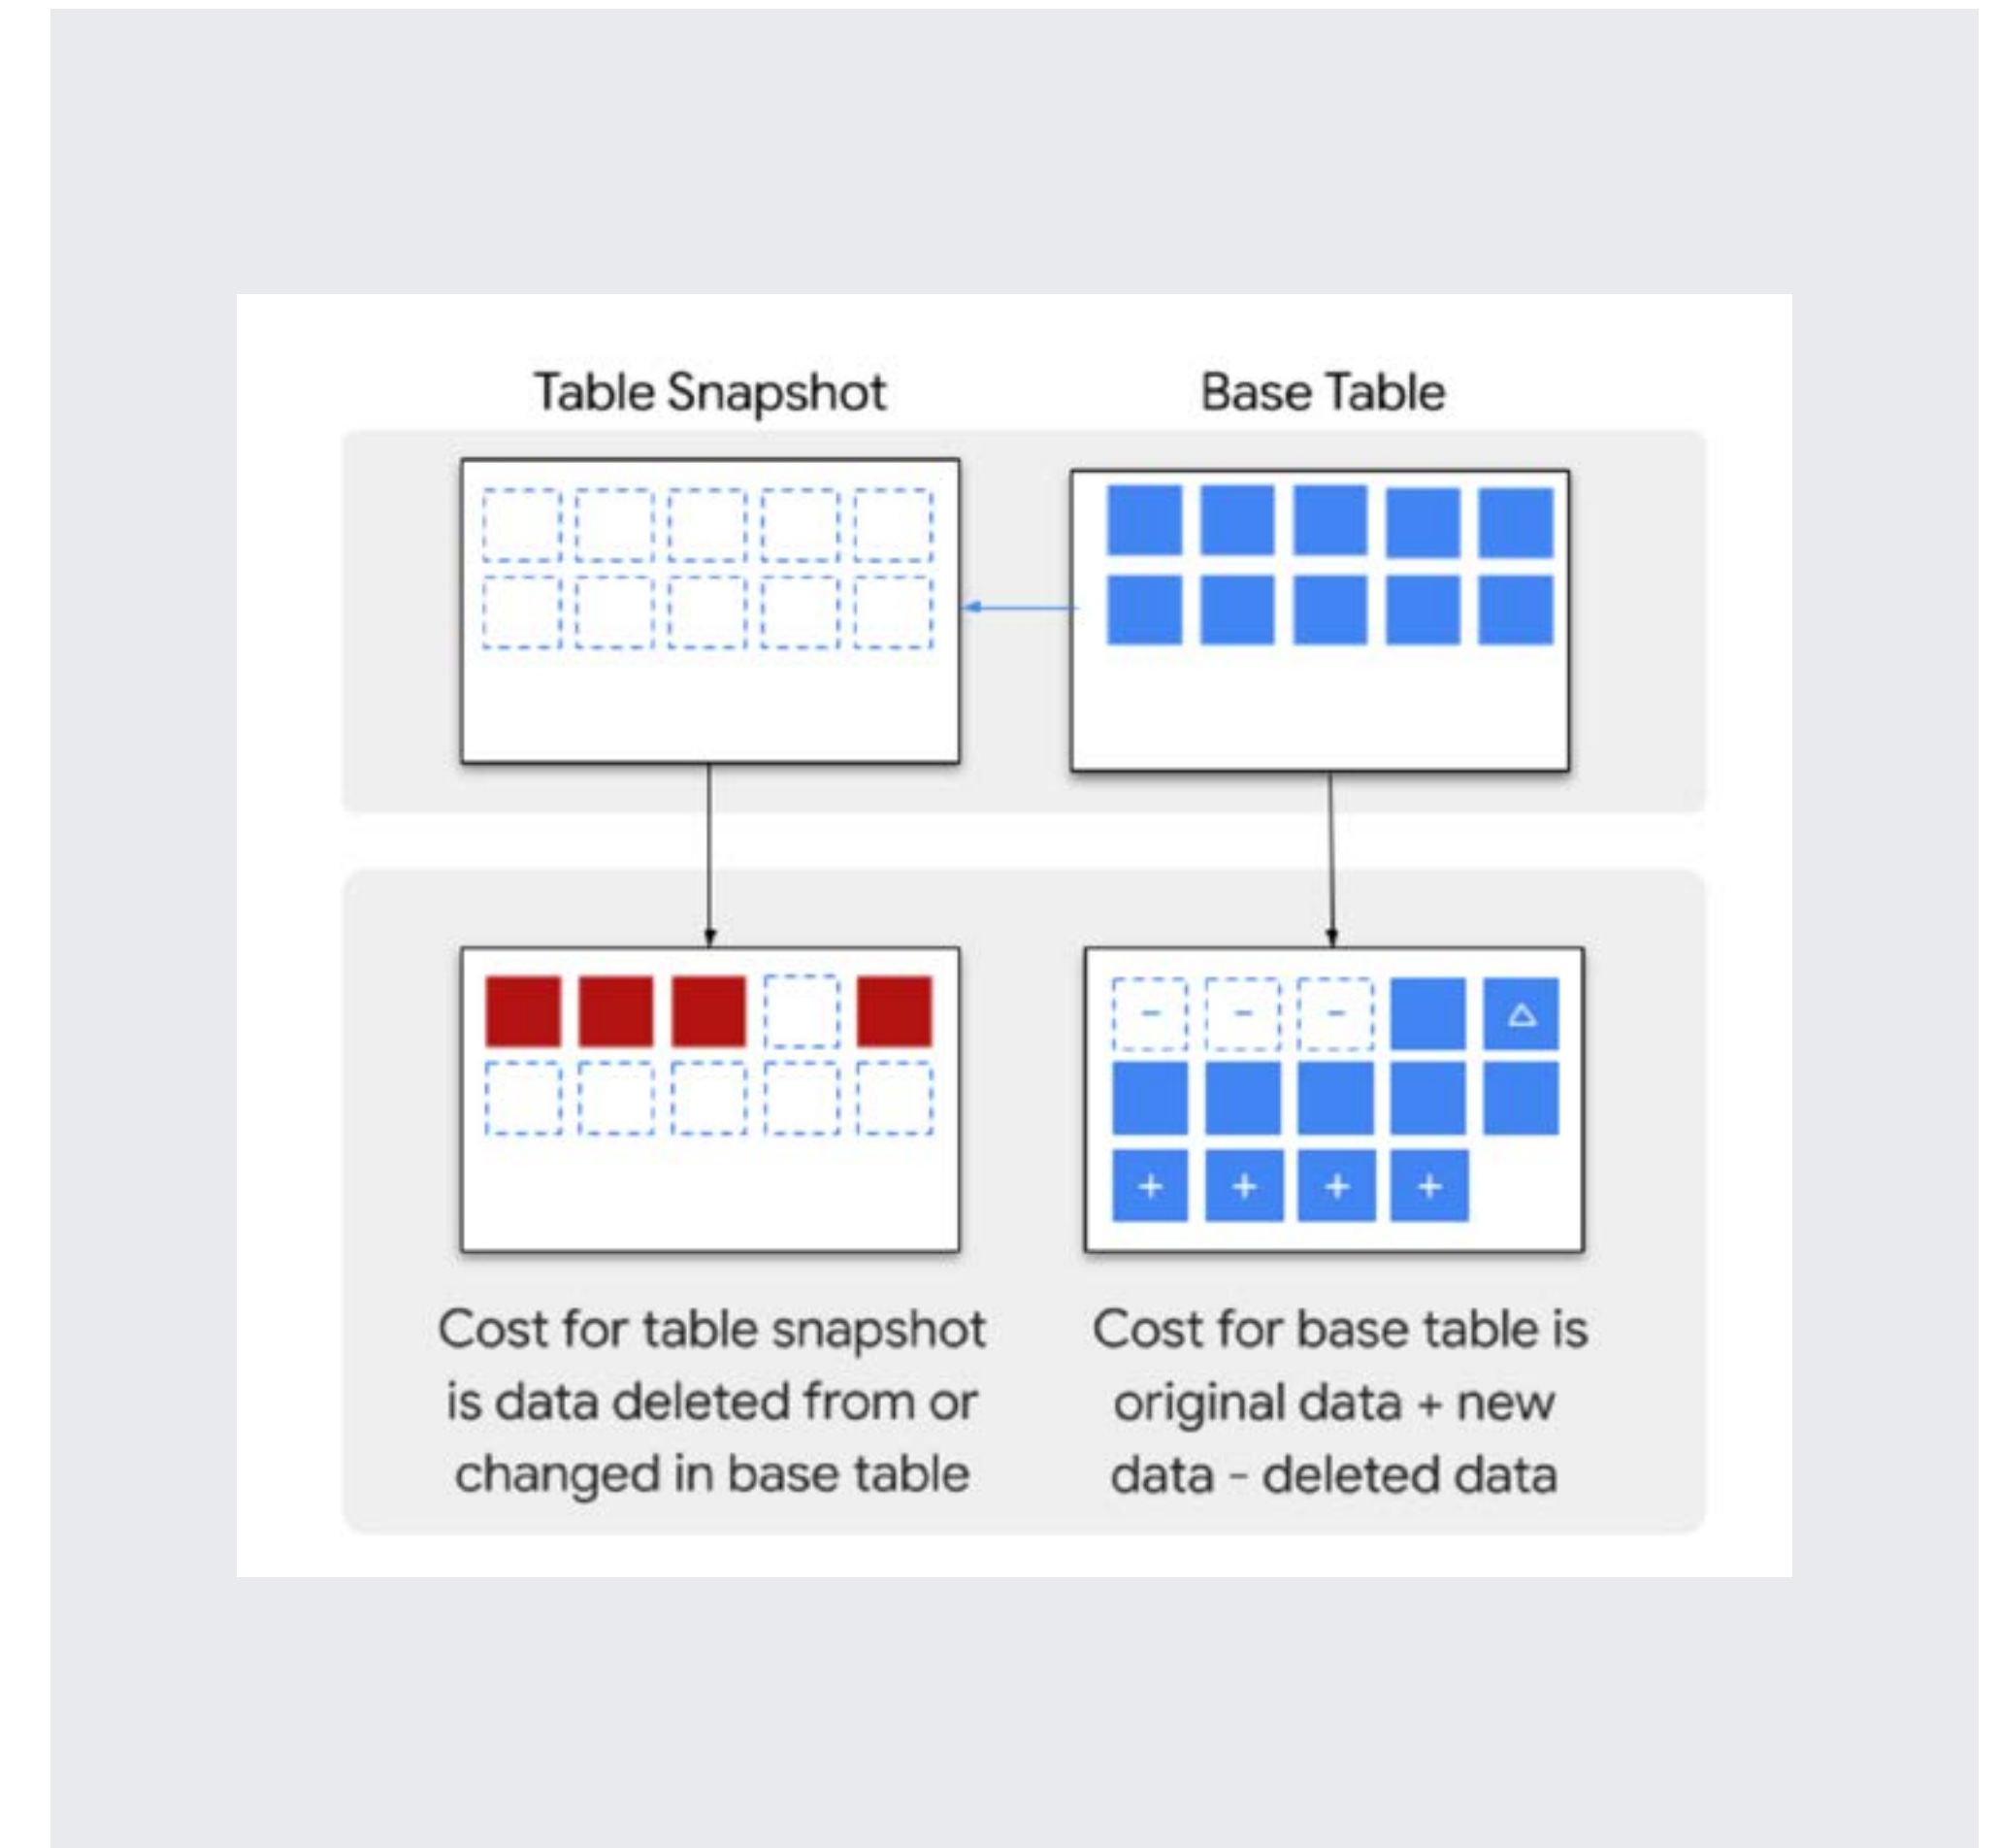 Table Snapshot
Base Table
-
-
-
△
+
+
+
+
Cost for table snapshot
is data deleted from or
changed in base table
Cost for base table is
original data + new
data - deleted data